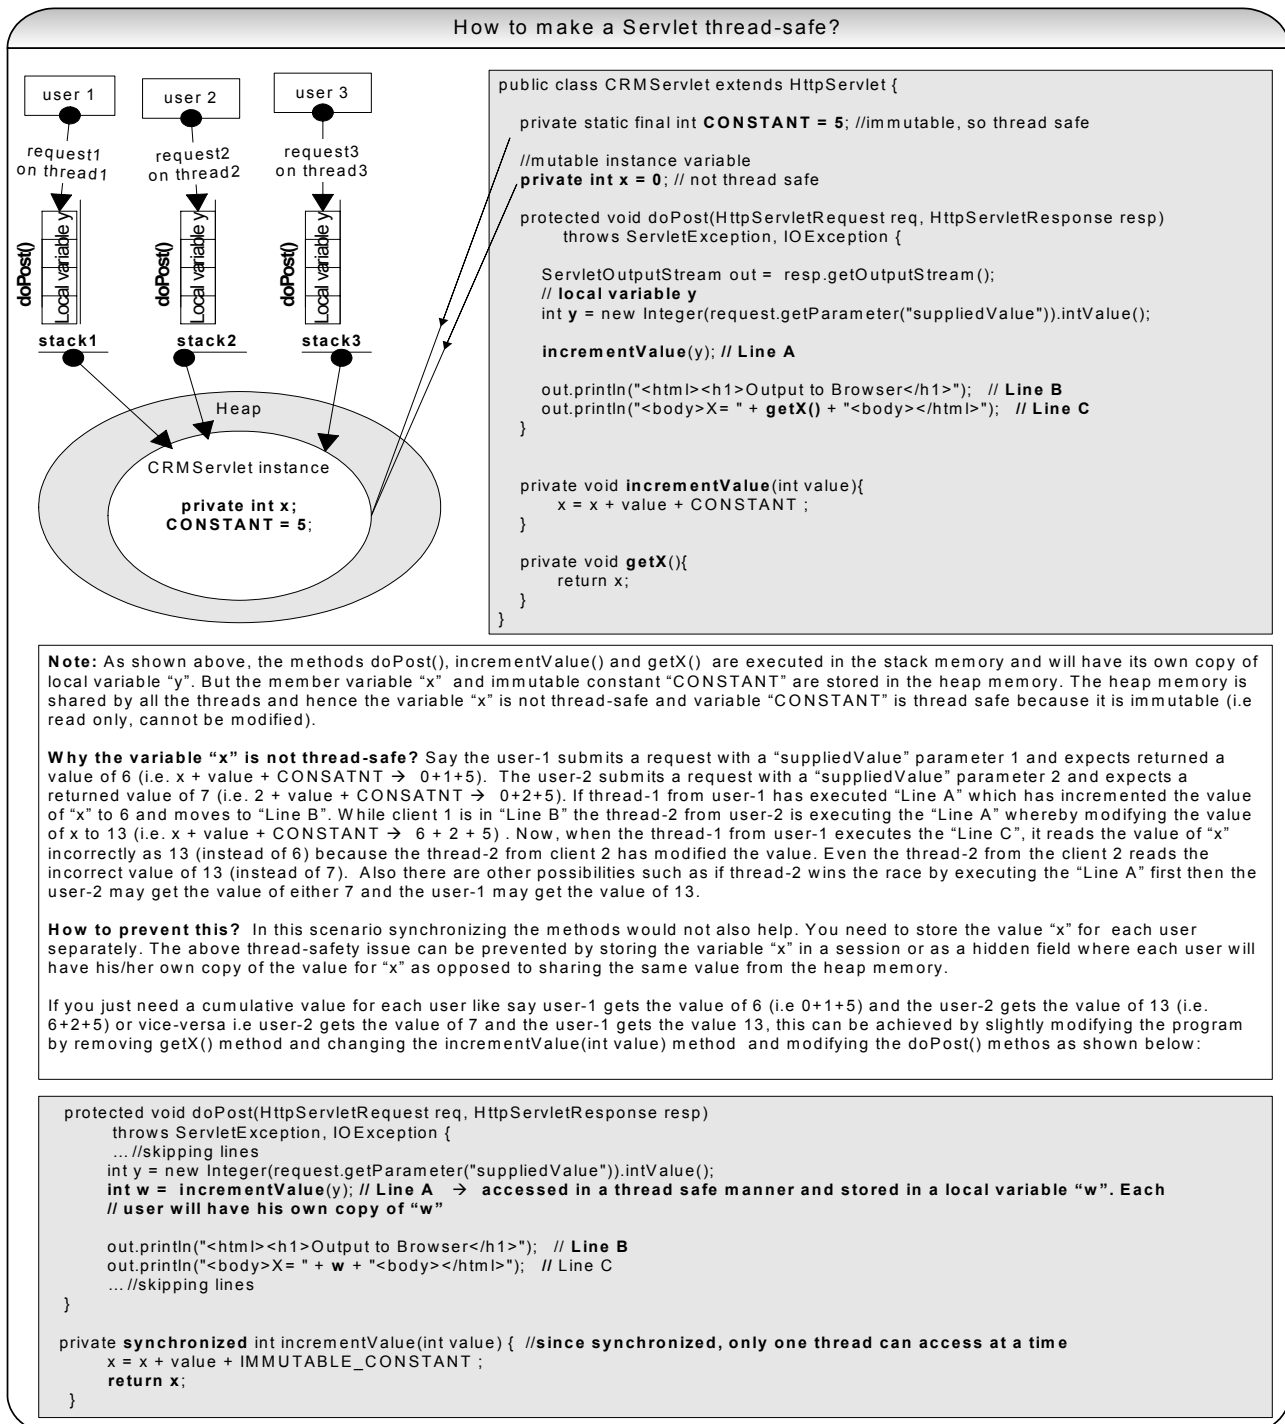 How to make a Servlet thread-safe?
user 1
user 2
user 3
request1
on thread1
request2
on thread2
request3
on thread3
doPost()
Local variable y
doPost()
Local variable y
doPost()
Local variable y
stack1
stack2
stack3
Heap
CRMServlet instance
private int x;
CONSTANT = 5;
public class CRMServlet extends HttpServlet {
private static final int CONSTANT = 5; //immutable, so thread safe
//mutable instance variable
private int x = 0; // not thread safe
protected void doPost(HttpServletRequest req, HttpServletResponse resp)
throws ServletException, IOException {
ServletOutputStream out = resp.getOutputStream();
// local variable y
int y = new Integer(request.getParameter("suppliedValue")).intValue();
incrementValue(y); // Line A
out.println("<html><h1>Output to Browser</h1>"); // Line B
out.println("<body>X= " + getX() + "<body></html>"); // Line C
}
private void incrementValue(int value){
x = x + value + CONSTANT ;
}
private void getX(){
return x;
}
}
Note: As shown above, the methods doPost(), incrementValue() and getX() are executed in the stack memory and will have its own copy of
local variable “y”. But the member variable “x” and immutable constant “CONSTANT” are stored in the heap memory. The heap memory is
shared by all the threads and hence the variable “x” is not thread-safe and variable “CONSTANT” is thread safe because it is immutable (i.e
read only, cannot be modified).
Why the variable “x” is not thread-safe? Say the user-1 submits a request with a “suppliedValue” parameter 1 and expects returned a
value of 6 (i.e. x + value + CONSATNT → 0+1+5). The user-2 submits a request with a “suppliedValue” parameter 2 and expects a
returned value of 7 (i.e. 2 + value + CONSATNT → 0+2+5). If thread-1 from user-1 has executed “Line A” which has incremented the value
of “x” to 6 and moves to “Line B”. While client 1 is in “Line B” the thread-2 from user-2 is executing the “Line A” whereby modifying the value
of x to 13 (i.e. x + value + CONSTANT → 6 + 2 + 5) . Now, when the thread-1 from user-1 executes the “Line C”, it reads the value of “x”
incorrectly as 13 (instead of 6) because the thread-2 from client 2 has modified the value. Even the thread-2 from the client 2 reads the
incorrect value of 13 (instead of 7). Also there are other possibilities such as if thread-2 wins the race by executing the “Line A” first then the
user-2 may get the value of either 7 and the user-1 may get the value of 13.
How to prevent this? In this scenario synchronizing the methods would not also help. You need to store the value “x” for each user
separately. The above thread-safety issue can be prevented by storing the variable “x” in a session or as a hidden field where each user will
have his/her own copy of the value for “x” as opposed to sharing the same value from the heap memory.
If you just need a cumulative value for each user like say user-1 gets the value of 6 (i.e 0+1+5) and the user-2 gets the value of 13 (i.e.
6+2+5) or vice-versa i.e user-2 gets the value of 7 and the user-1 gets the value 13, this can be achieved by slightly modifying the program
by removing getX() method and changing the incrementValue(int value) method and modifying the doPost() methos as shown below:
protected void doPost(HttpServletRequest req, HttpServletResponse resp)
throws ServletException, IOException {
... //skipping lines
int y = new Integer(request.getParameter("suppliedValue")).intValue();
int w = incrementValue(y); // Line A → accessed in a thread safe manner and stored in a local variable “w”. Each
// user will have his own copy of “w”
out.println("<html><h1>Output to Browser</h1>"); // Line B
out.println("<body>X= " + w + "<body></html>"); // Line C
... //skipping lines
}
private synchronized int incrementValue(int value) { //since synchronized, only one thread can access at a time
x = x + value + IMMUTABLE_CONSTANT ;
return x;
}